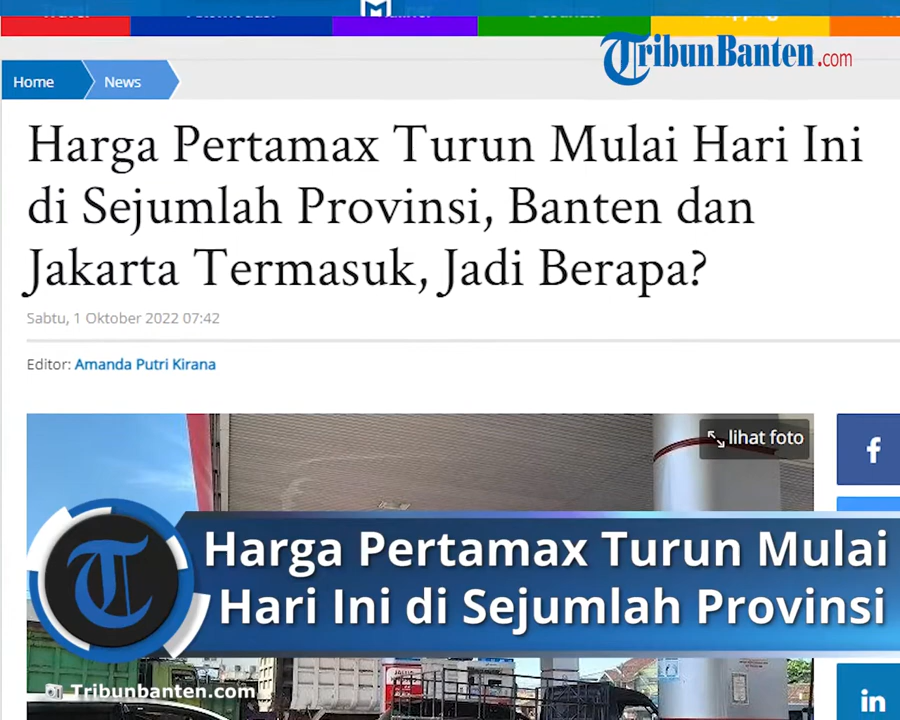 TribunBanten.com
Home
News
Harga Pertamax Turun Mulai Hari Ini
di Sejumlah Provinsi, Banten dan
Jakarta Termasuk, Jadi Berapa?
Sabtu, 1 Oktober 2022 07:42
Editor: Amanda Putri Kirana
lihat foto
f
Harga Pertamax Turun Mulai
Hari Ini di Sejumlah Provinsi
Tribunbanten.com
in